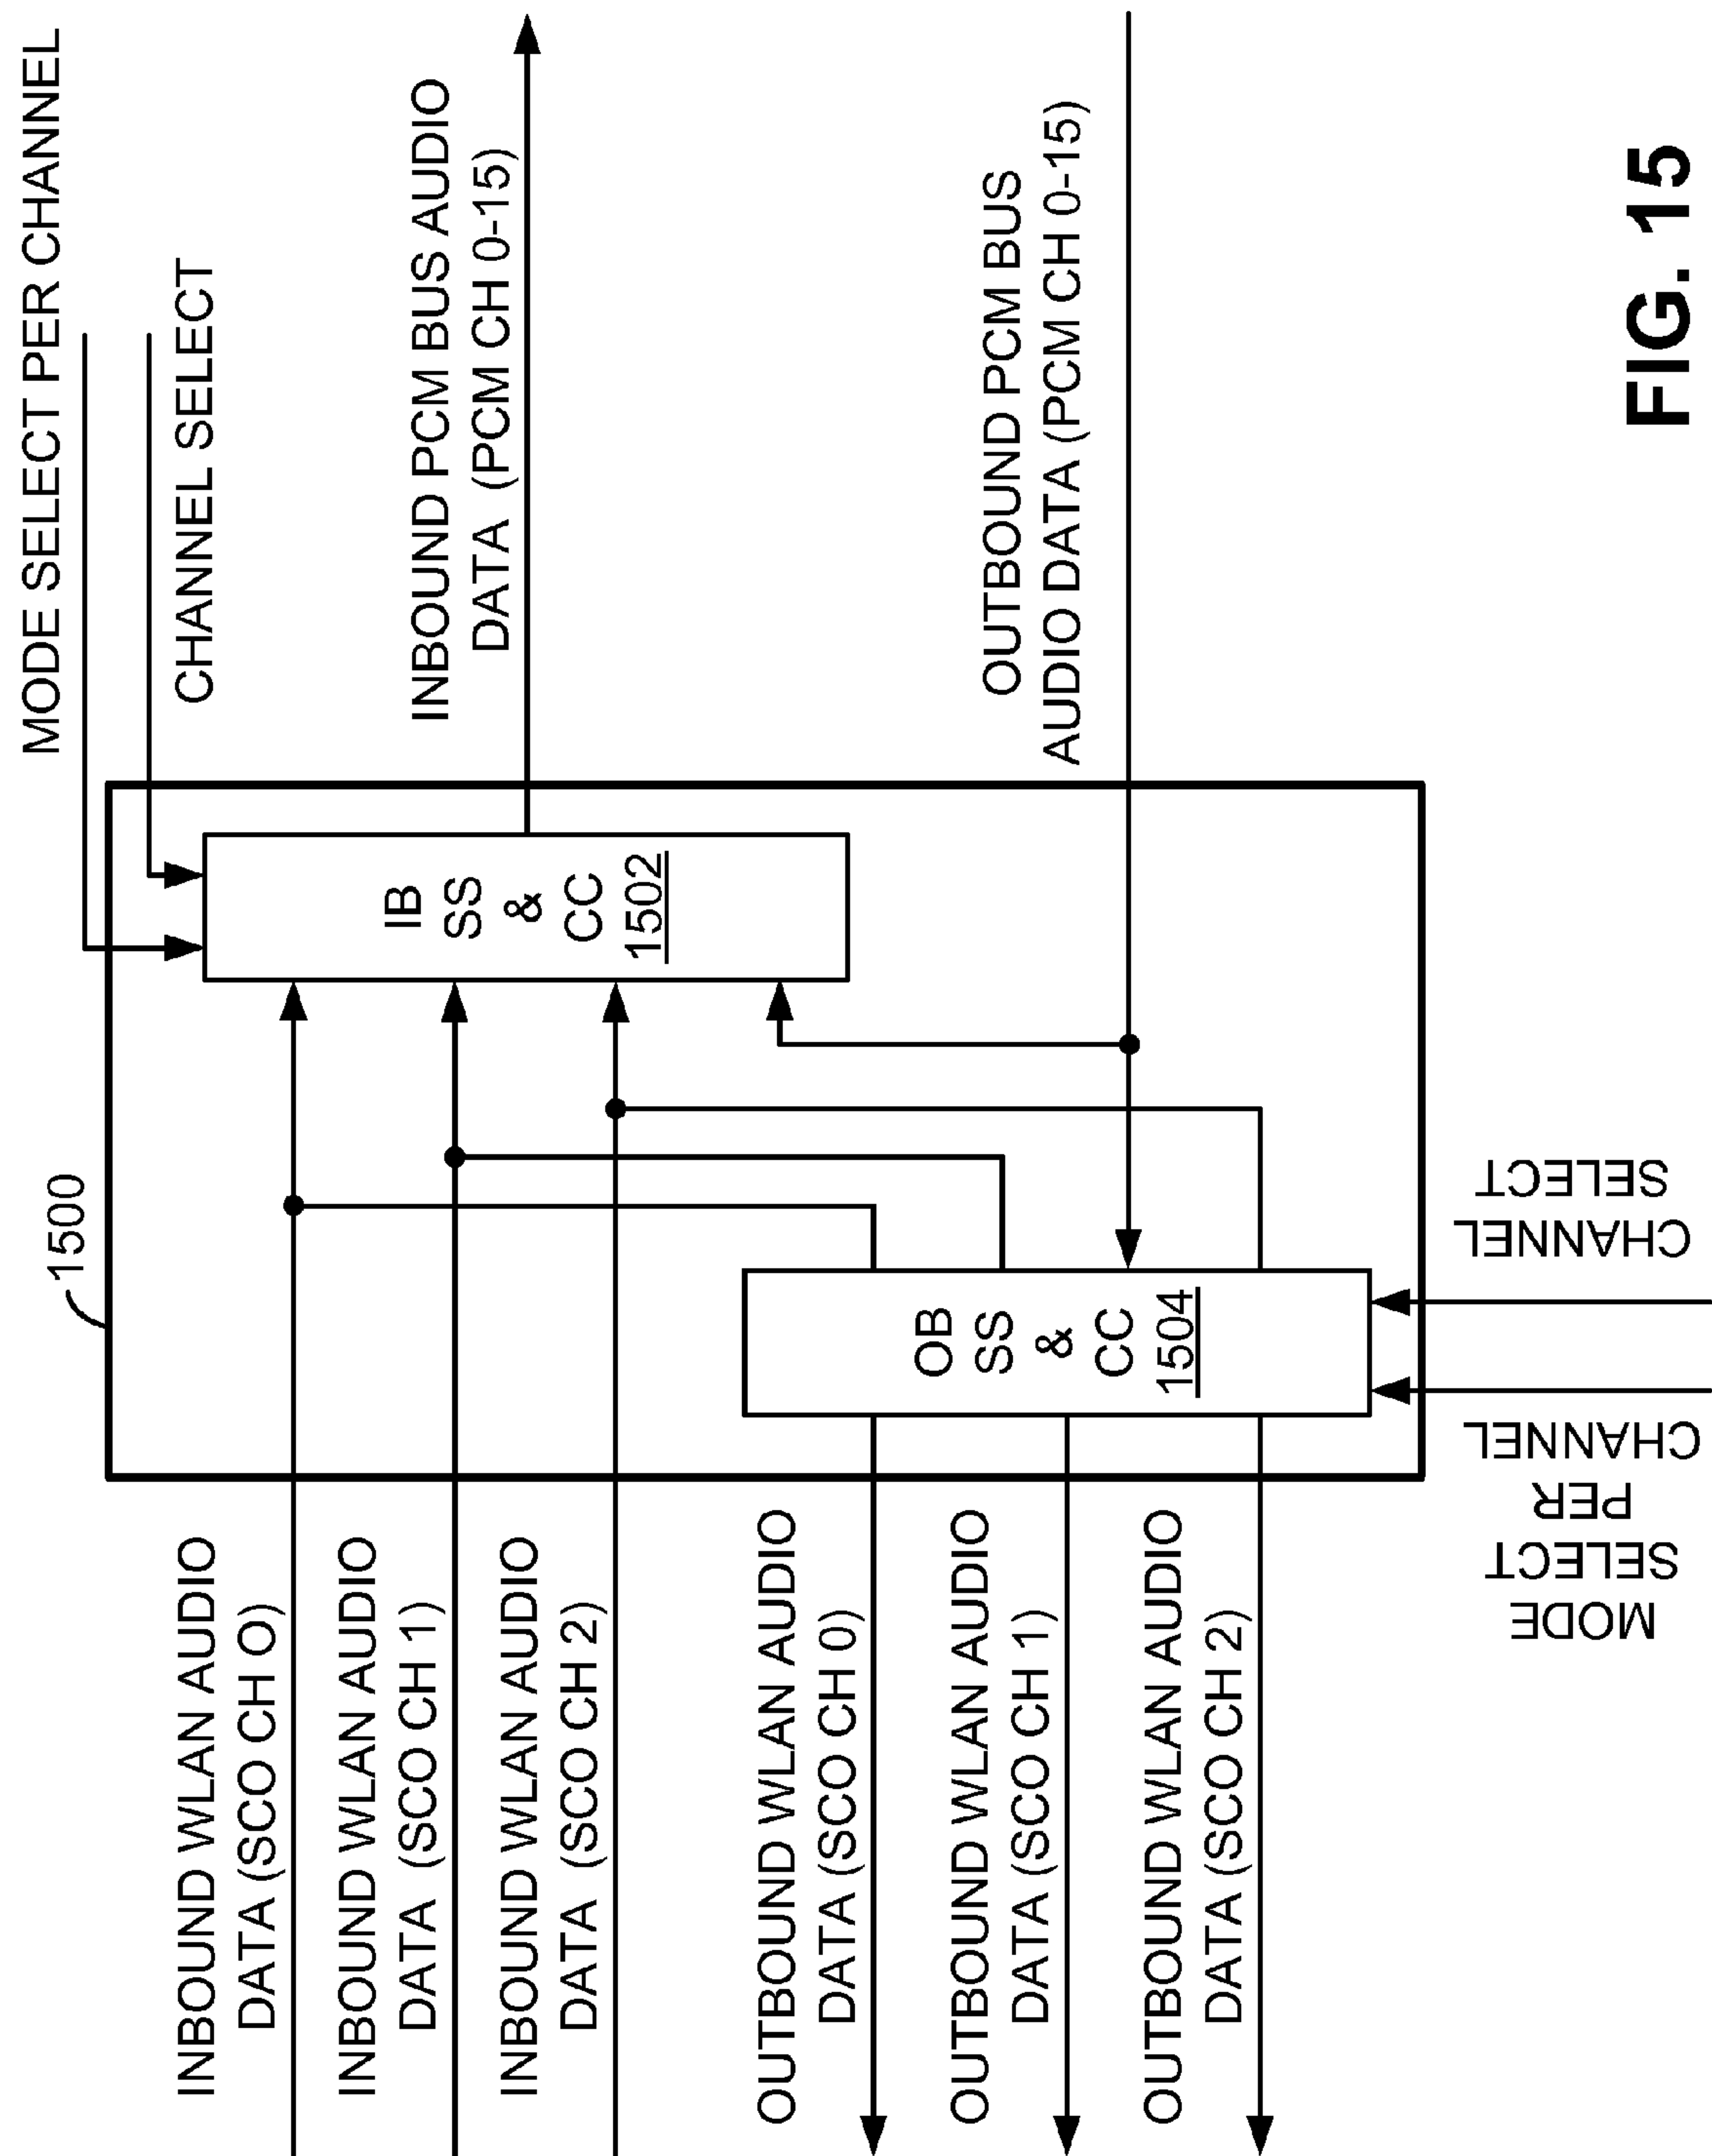 1500
MODE SELECT PER CHANNEL
CHANNEL SELECT
INBOUND WLAN AUDIO
DATA (SCO CH O)
INBOUND WLAN AUDIO
DATA (SCO CH 1)
INBOUND WLAN AUDIO
DATA (SCO CH 2)
IB
SS
&
CC
1502
INBOUND PCM BUS AUDIO
DATA (PCM CH 0-15)
OUTBOUND WLAN AUDIO
DATA (SCO CH 0)
OUTBOUND WLAN AUDIO
DATA (SCO CH 1)
OUTBOUND WLAN AUDIO
DATA (SCO CH 2)
OB
SS
&
CC
1504
OUTBOUND PCM BUS
AUDIO DATA (PCM CH 0-15)
MODE
SELECT
PER
CHANNEL
CHANNEL
SELECT
FIG. 15